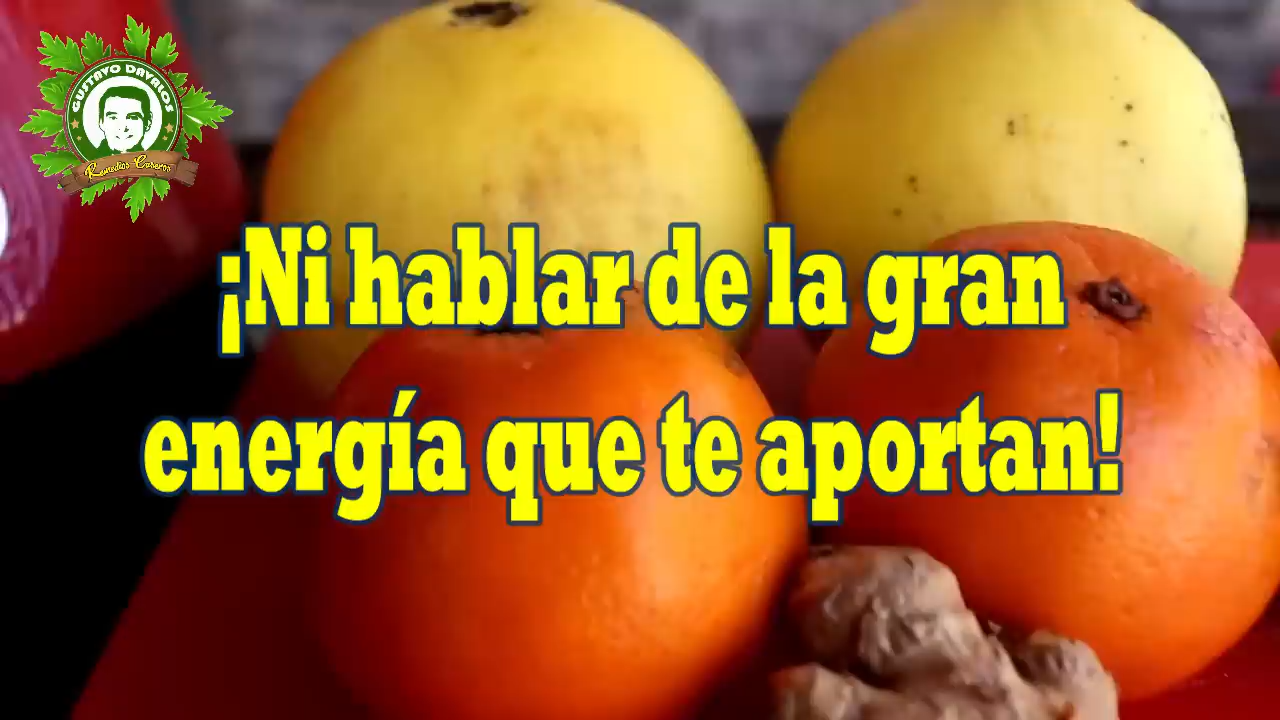 GUSTAVO DAVALOS
Remedios Caseros
¡Ni hablar de la gran
energía que te aportan!